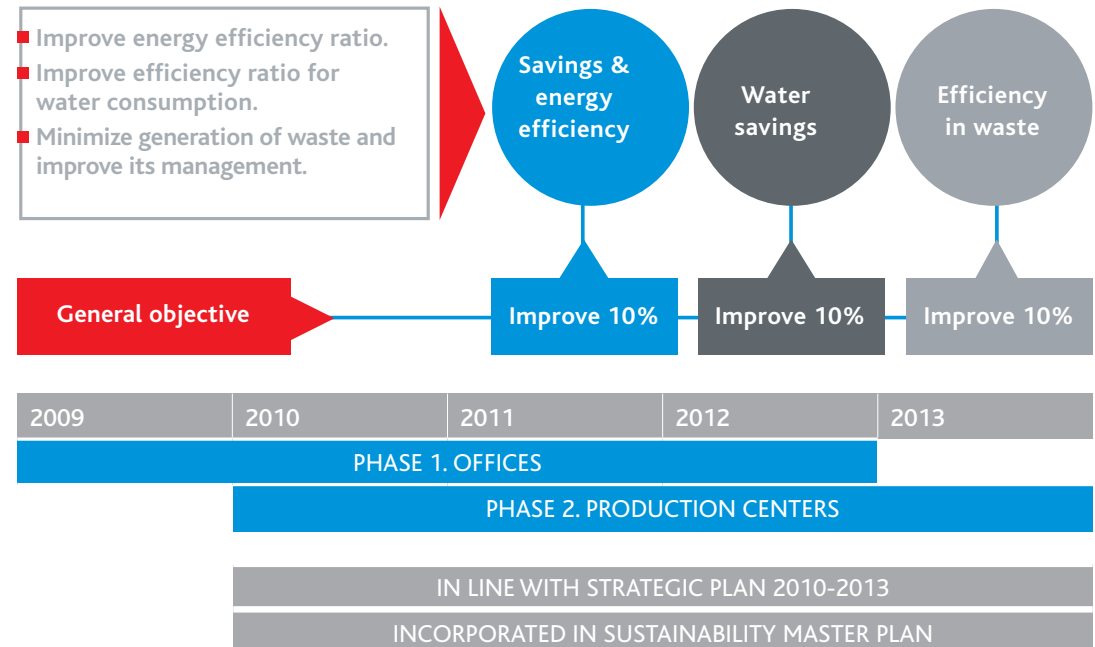 Improve energy efficiency ratio.
Improve efficiency ratio for
water consumption.
Minimize generation of waste and
improve its management.
Savings &
energy
efficiency
Water
savings
Efficiency
in waste
General objective
Improve 10%
Improve 10%
Improve 10%
2009
2010
2011
2012
2013
PHASE 1. OFFICES
PHASE 2. PRODUCTION CENTERS
IN LINE WITH STRATEGIC PLAN 2010-2013
INCORPORATED IN SUSTAINABILITY MASTER PLAN